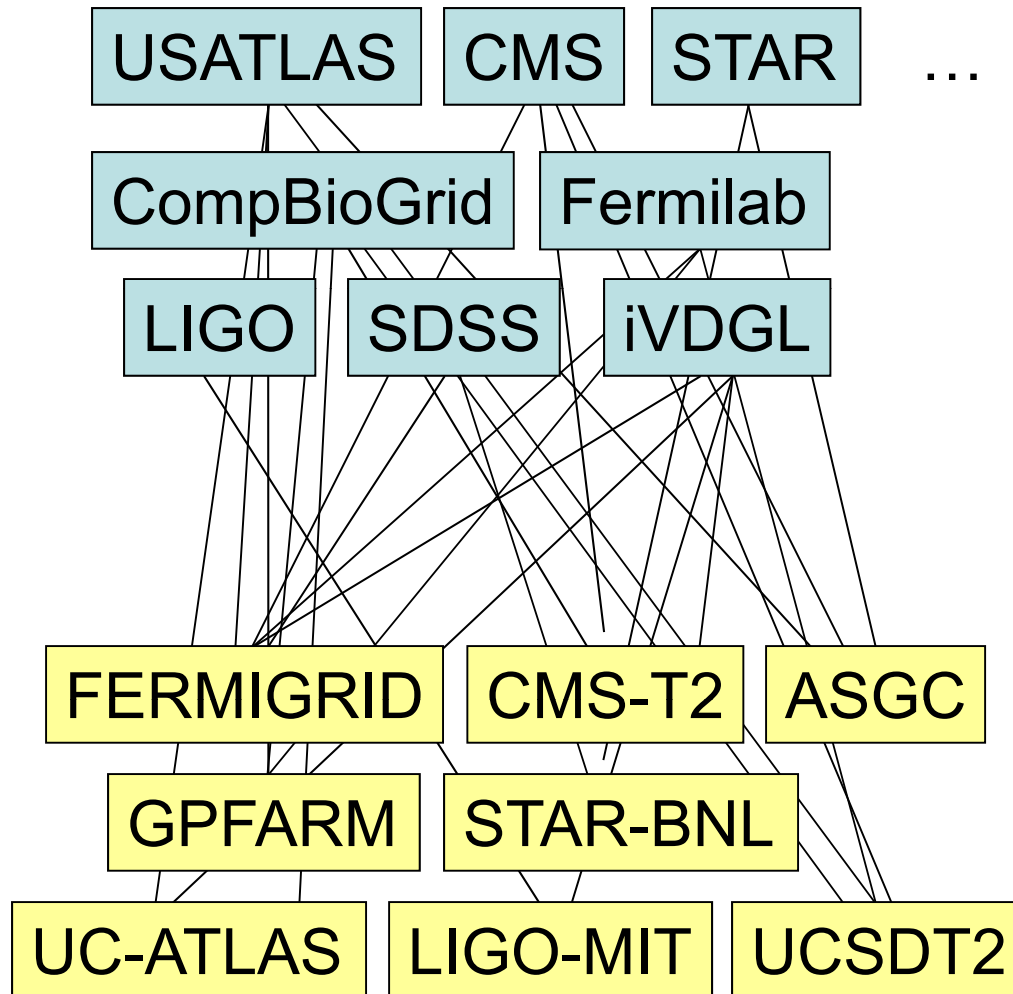 USATLAS CMS STAR …
CompBioGrid Fermilab
LIGO SDSS iVDGL
FERMIGRID CMS-T2 ASGC
GPFARM STAR-BNL
UC-ATLAS LIGO-MIT UCSDT2